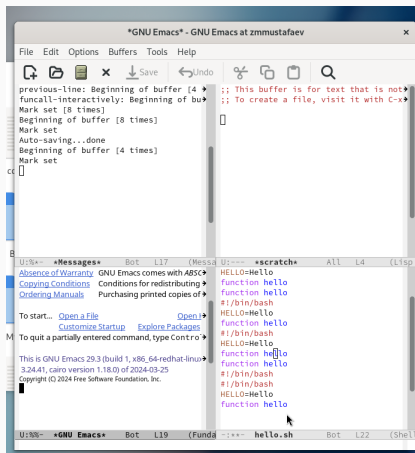 *GNU Emacs* - GNU Emacs at zmmustafaev
×
File Edit Options Buffers Tools Help
Save Undo
previous-line: Beginning of buffer [4
funcall-interactively: Beginning of bu
Mark set [8 times]
Beginning of buffer [8 times]
Mark set
Auto-saving...done
Beginning of buffer [4 times]
Mark set
U:%*- *Messages* Bot L17 (Messa
;; This buffer is for text that is not
;; To create a file, visit it with C-x
U:--- *scratch* All L4 (Lisp
Absence of Warranty GNU Emacs comes with ABSC
Copying Conditions Conditions for redistributing
Ordering Manuals Purchasing printed copies of
To start... Open a File Open H
Customize Startup Explore Packages
To quit a partially entered command, type Contro
This is GNU Emacs 29.3 (build 1, x86_64-redhat-linux
3.24.41, cairo version 1.18.0) of 2024-03-25
Copyright (C) 2024 Free Software Foundation, Inc.
U:%%- *GNU Emacs* Bot L19 (Funda
HELLO=Hello
function hello
function hello
#!/bin/bash
HELLO=Hello
function hello
#!/bin/bash
HELLO=Hello
function hello
function hello
#!/bin/bash
#!/bin/bash
HELLO=Hello
function hello
-:**- hello.sh Bot L22 (Shel